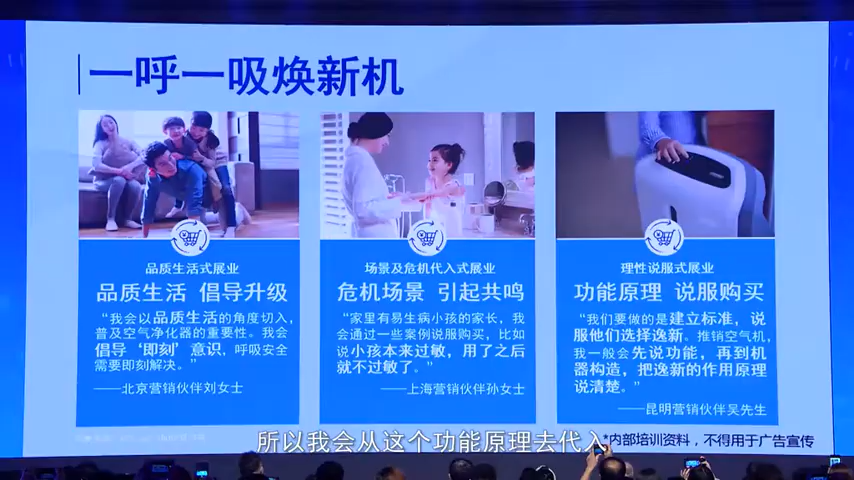 一呼一吸焕新机
品质生活式展业
品质生活 倡导升级
“我会以品质生活的角度切入，
普及空气净化器的重要性。我会
倡导‘即刻’意识，呼吸安全
需要即刻解决。”
——北京营销伙伴刘女士
场景及危机代入式展业
危机场景 引起共鸣
“家里有易生病小孩的家长，我
会通过一些案例说服购买，比如
说小孩本来过敏，用了之后
就不过敏了。”
——上海营销伙伴孙女士
理性说服式展业
功能原理 说服购买
“我们要做的是建立标准，说
服他们选择逸新。推销空气机，
我一般会先说功能，再到机
器构造，把逸新的作用原理
说清楚。”
——昆明营销伙伴吴先生
*内部培训资料，不得用于广告宣传
所以我会从这个功能原理去代入